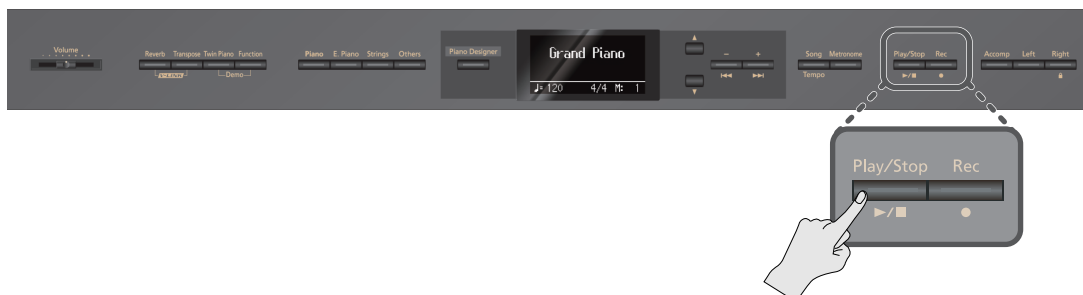 Volume
Reverb Transpose Twin Piano Function
V-LINK
Demo
Piano E. Piano Strings Others
Piano Designer
Grand Piano
♩= 120 4/4 M: 1
▲
▼
− +
|◀◀ ▶▶|
Song Metronome
Tempo
Play/Stop Rec
▶/■ ●
Accomp Left Right
Play/Stop Rec
▶/■ ●